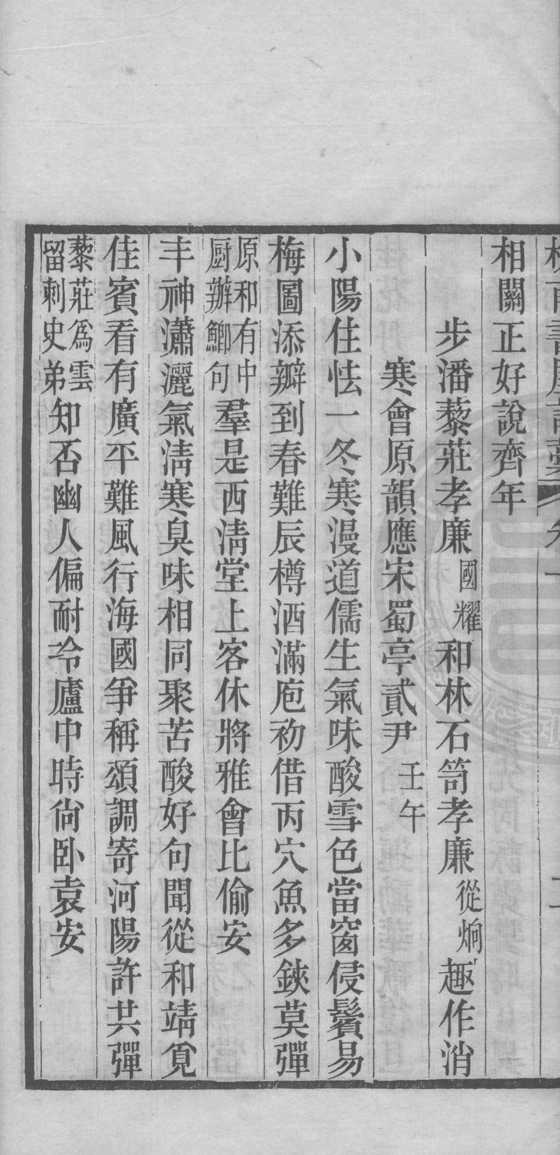 相關正好說齊年
步潘藜莊孝廉國耀和林石笥孝廉從炯趣作消
寒會原韻應宋蜀亭貳尹壬午
小陽住怯一冬寒漫道儒生氣味酸雪色當窗侵鬢易
梅圖添瓣到春難辰樽酒滿庖初借丙穴魚多鋏莫彈
原和有中廚辦鯽句羣是西淸堂上客休將雅會比偷安
丰神瀟灑氣淸寒臭味相同聚苦酸好句聞從和靖覓
佳賓看有廣平難風行海國爭稱頌調寄河陽許共彈
藜莊爲雲留刺史弟知否幽人偏耐冷廬中時尙臥袁安